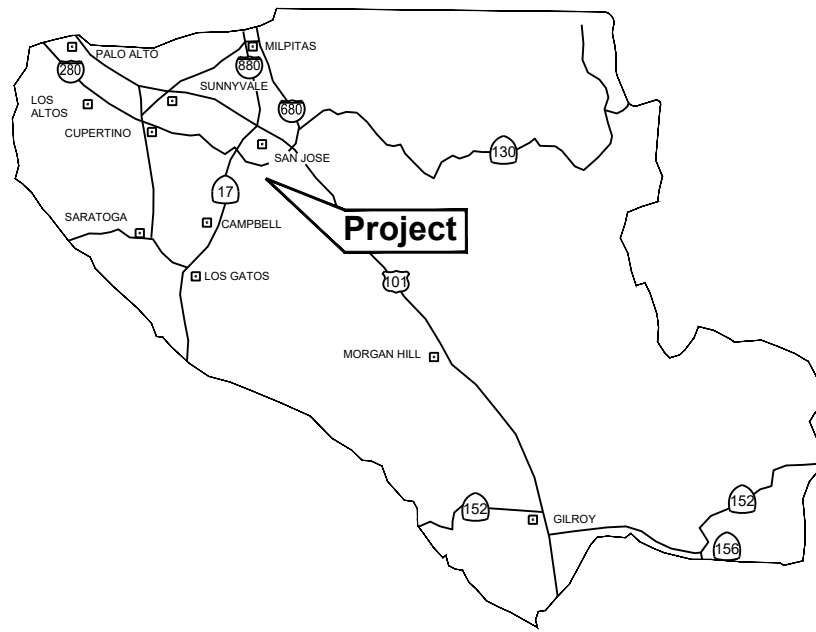 PALO ALTO
MILPITAS
280
880
SUNNYVALE
LOS
ALTOS
680
CUPERTINO
130
SAN JOSE
17
SARATOGA
CAMPBELL
Project
LOS GATOS
101
MORGAN HILL
152
152
GILROY
156